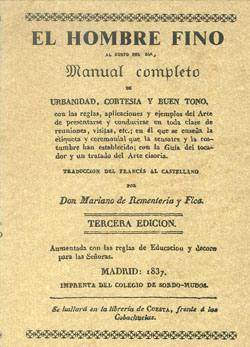 EL HOMBRE FINO
AL GUSTO DEL DIA,
Manual completo
DE
URBANIDAD, CORTESIA Y BUEN TONO,
con las reglas, aplicaciones y ejemplos del Arte
de presentarse y conducirse en toda clase de
reuniones, visitas, etc.; en él que se enseña la
etiqueta y ceremonial que la sensatez y la cos-
tumbre han establecido; con la Guia del toca-
dor y un tratado del Arte cisoria.
TRADUCCION DEL FRANCÉS AL CASTELLANO
POR
Don Mariano de Rementería y Fica.
TERCERA EDICION.
Aumentada con las reglas de Educacion y decoro
para las Señoras.
MADRID: 1837.
IMPRENTA DEL COLEGIO DE SORDO-MUDOS.
Se hallará en la librería de CUESTA, frente á las
Cobachuelas.